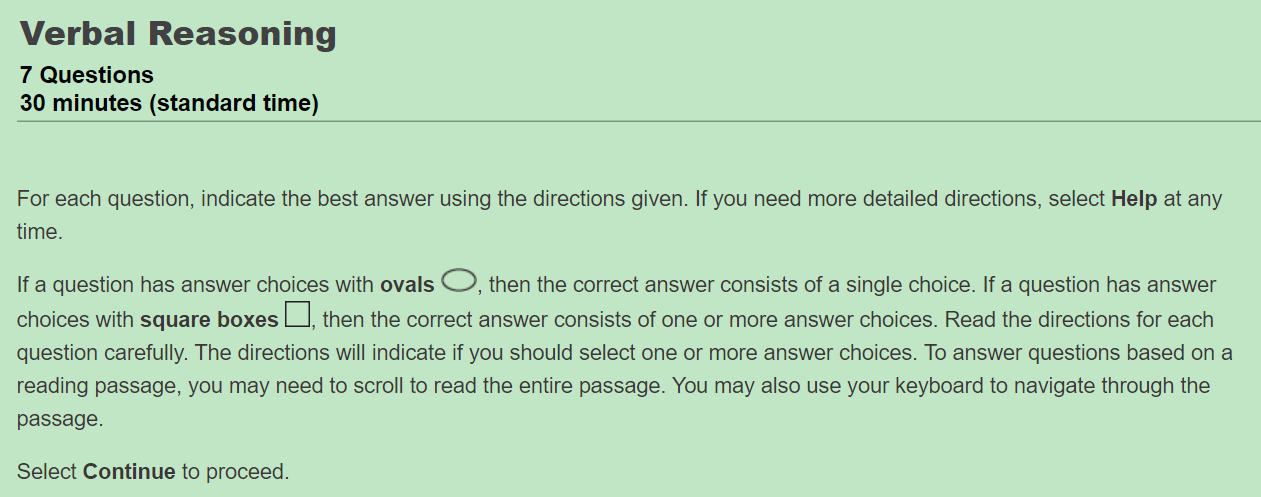 Verbal Reasoning
7 Questions
30 minutes (standard time)
For each question, indicate the best answer using the directions given. If you need more detailed directions, select Help at any
time.
If a question has answer choices with ovals , then the correct answer consists of a single choice. If a question has answer
choices with square boxes , then the correct answer consists of one or more answer choices. Read the directions for each
question carefully. The directions will indicate if you should select one or more answer choices. To answer questions based on a
reading passage, you may need to scroll to read the entire passage. You may also use your keyboard to navigate through the
passage.
Select Continue to proceed.